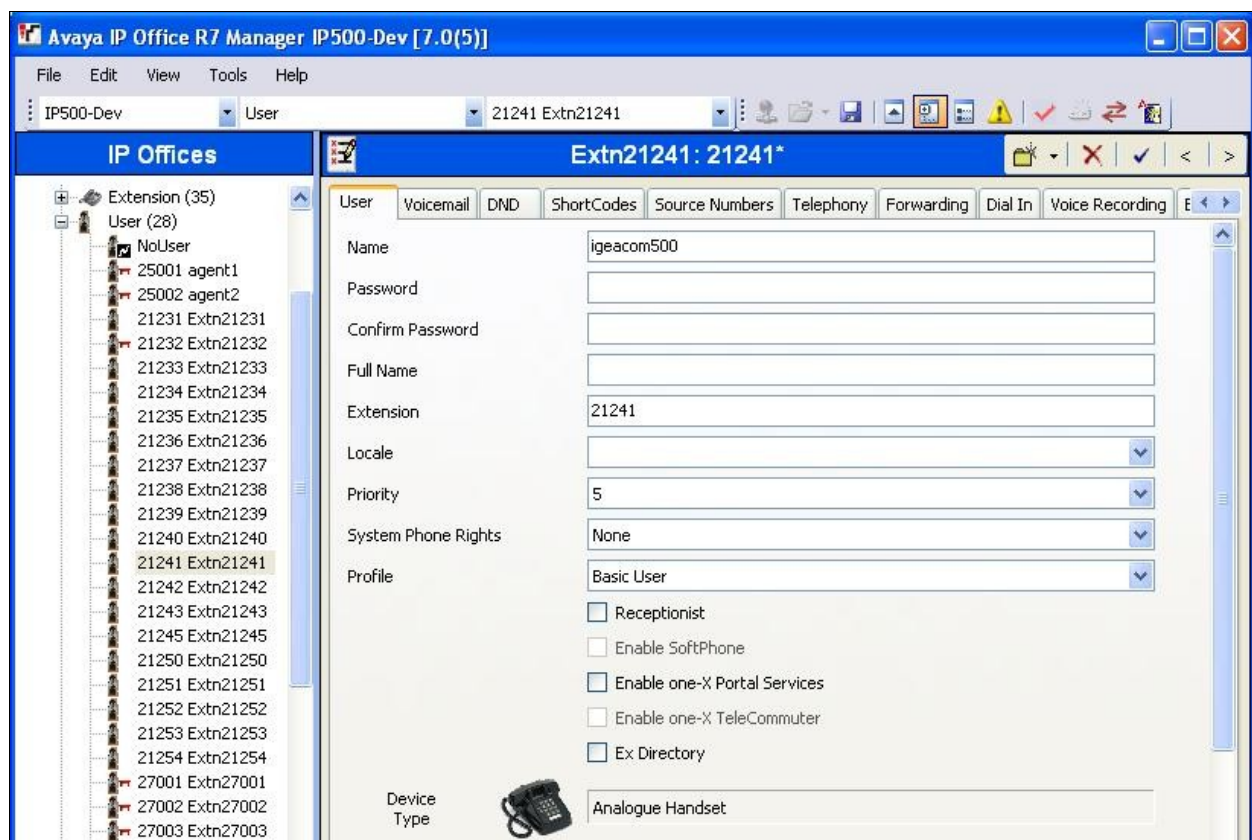 Avaya IP Office R7 Manager IP500-Dev [7.0(5)]
File Edit View Tools Help
IP500-Dev User 21241 Extn21241
IP Offices
Extn21241: 21241*
Extension (35)
User (28)
NoUser
25001 agent1
25002 agent2
21231 Extn21231
21232 Extn21232
21233 Extn21233
21234 Extn21234
21235 Extn21235
21236 Extn21236
21237 Extn21237
21238 Extn21238
21239 Extn21239
21240 Extn21240
21241 Extn21241
21242 Extn21242
21243 Extn21243
21245 Extn21245
21250 Extn21250
21251 Extn21251
21252 Extn21252
21253 Extn21253
21254 Extn21254
27001 Extn27001
27002 Extn27002
27003 Extn27003
User Voicemail DND ShortCodes Source Numbers Telephony Forwarding Dial In Voice Recording
Name igeacom500
Password
Confirm Password
Full Name
Extension 21241
Locale
Priority 5
System Phone Rights None
Profile Basic User
Receptionist
Enable SoftPhone
Enable one-X Portal Services
Enable one-X TeleCommuter
Ex Directory
Device
Type
Analogue Handset